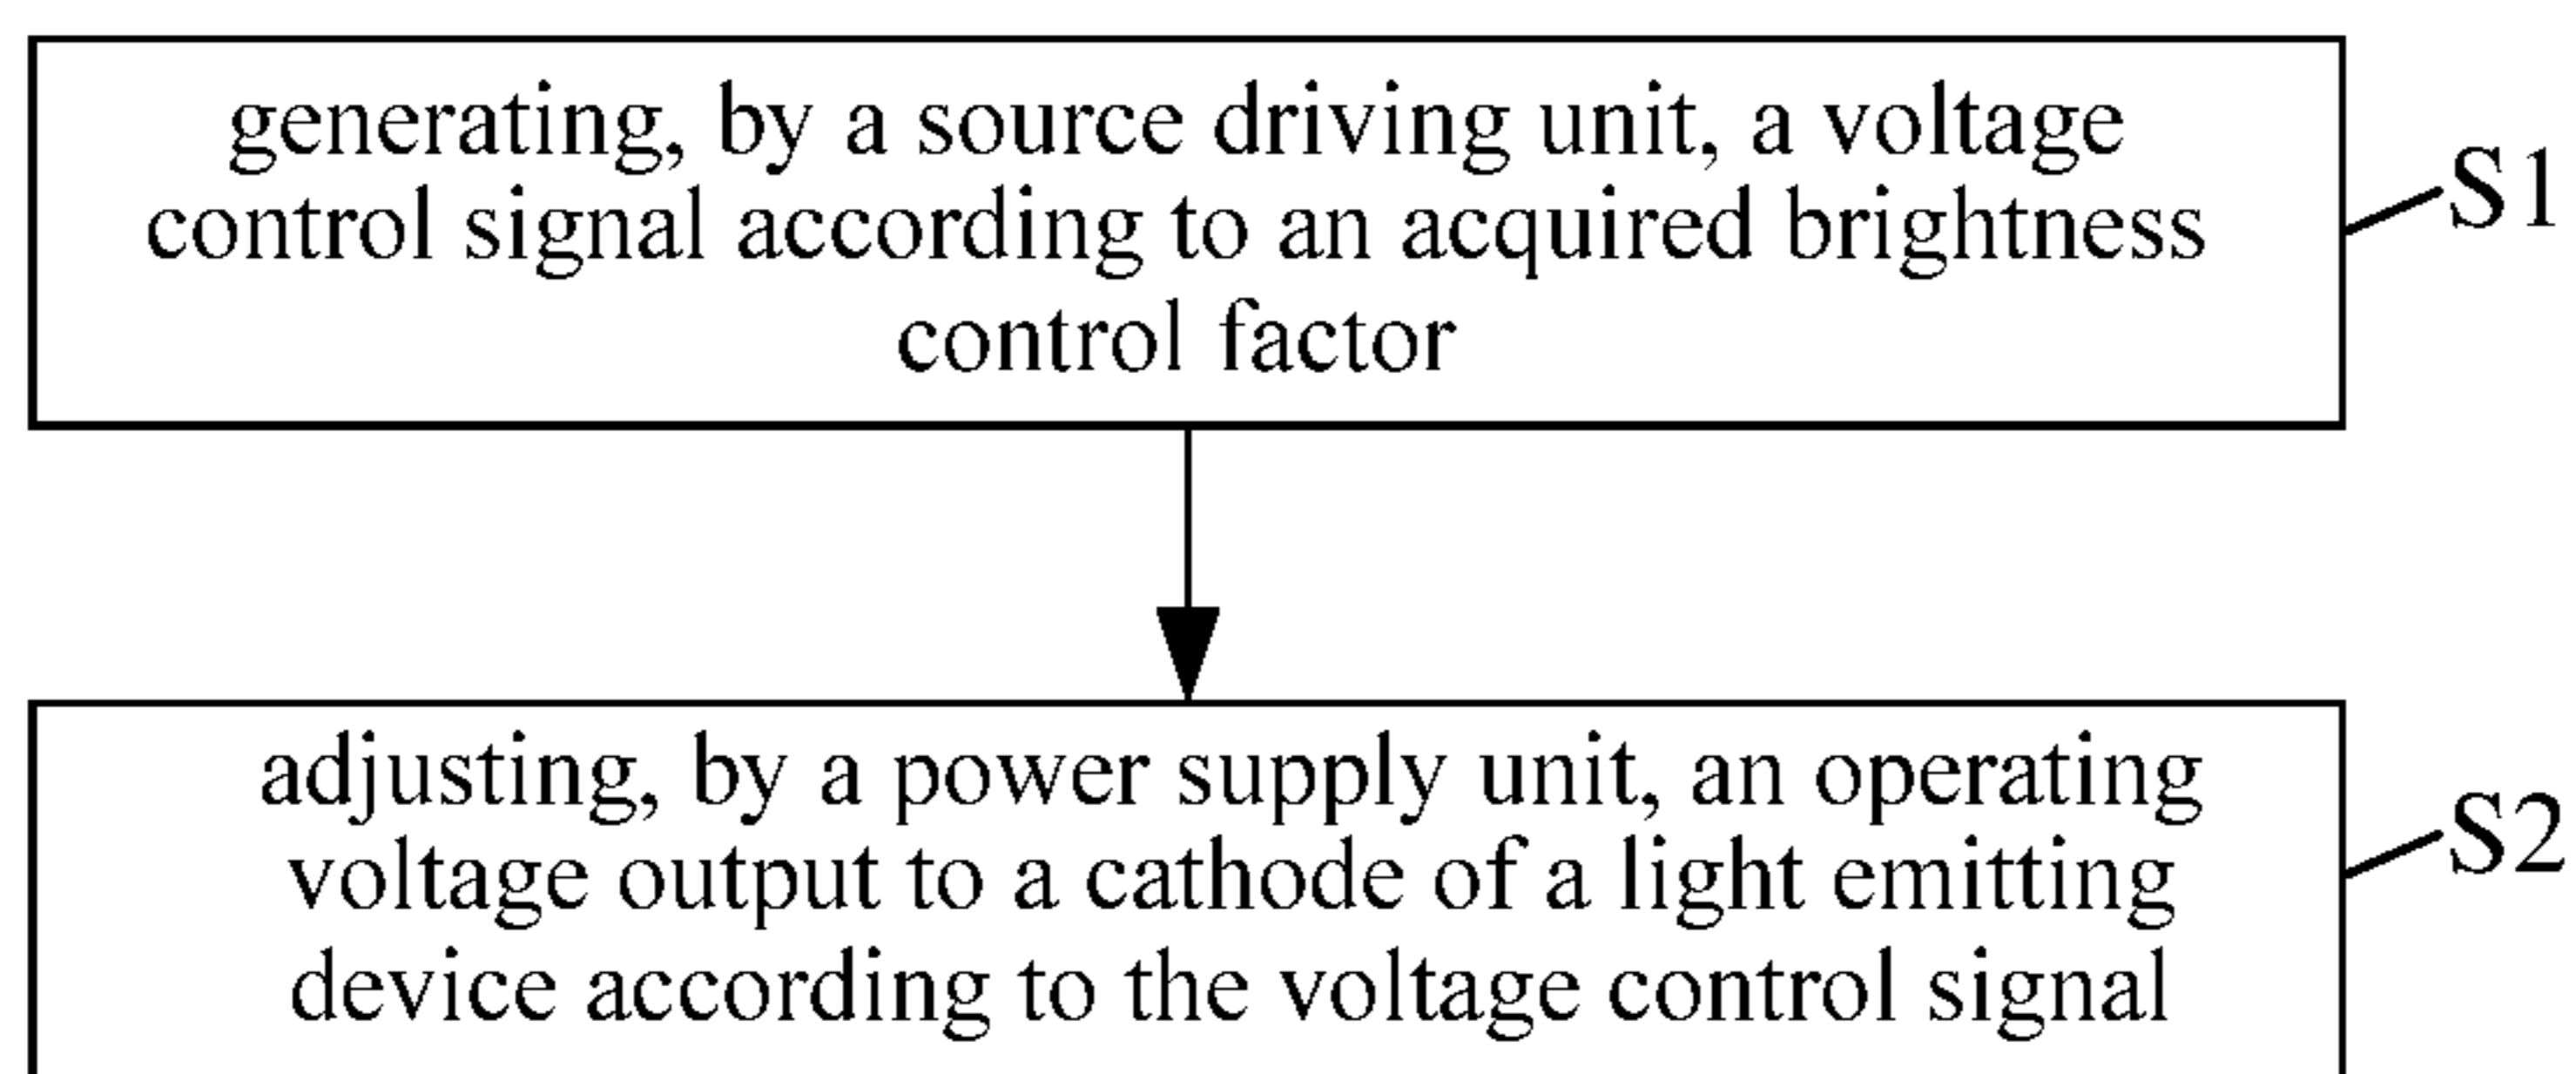 generating, by a source driving unit, a voltage
control signal according to an acquired brightness
control factor
S1
adjusting, by a power supply unit, an operating
voltage output to a cathode of a light emitting
device according to the voltage control signal
S2